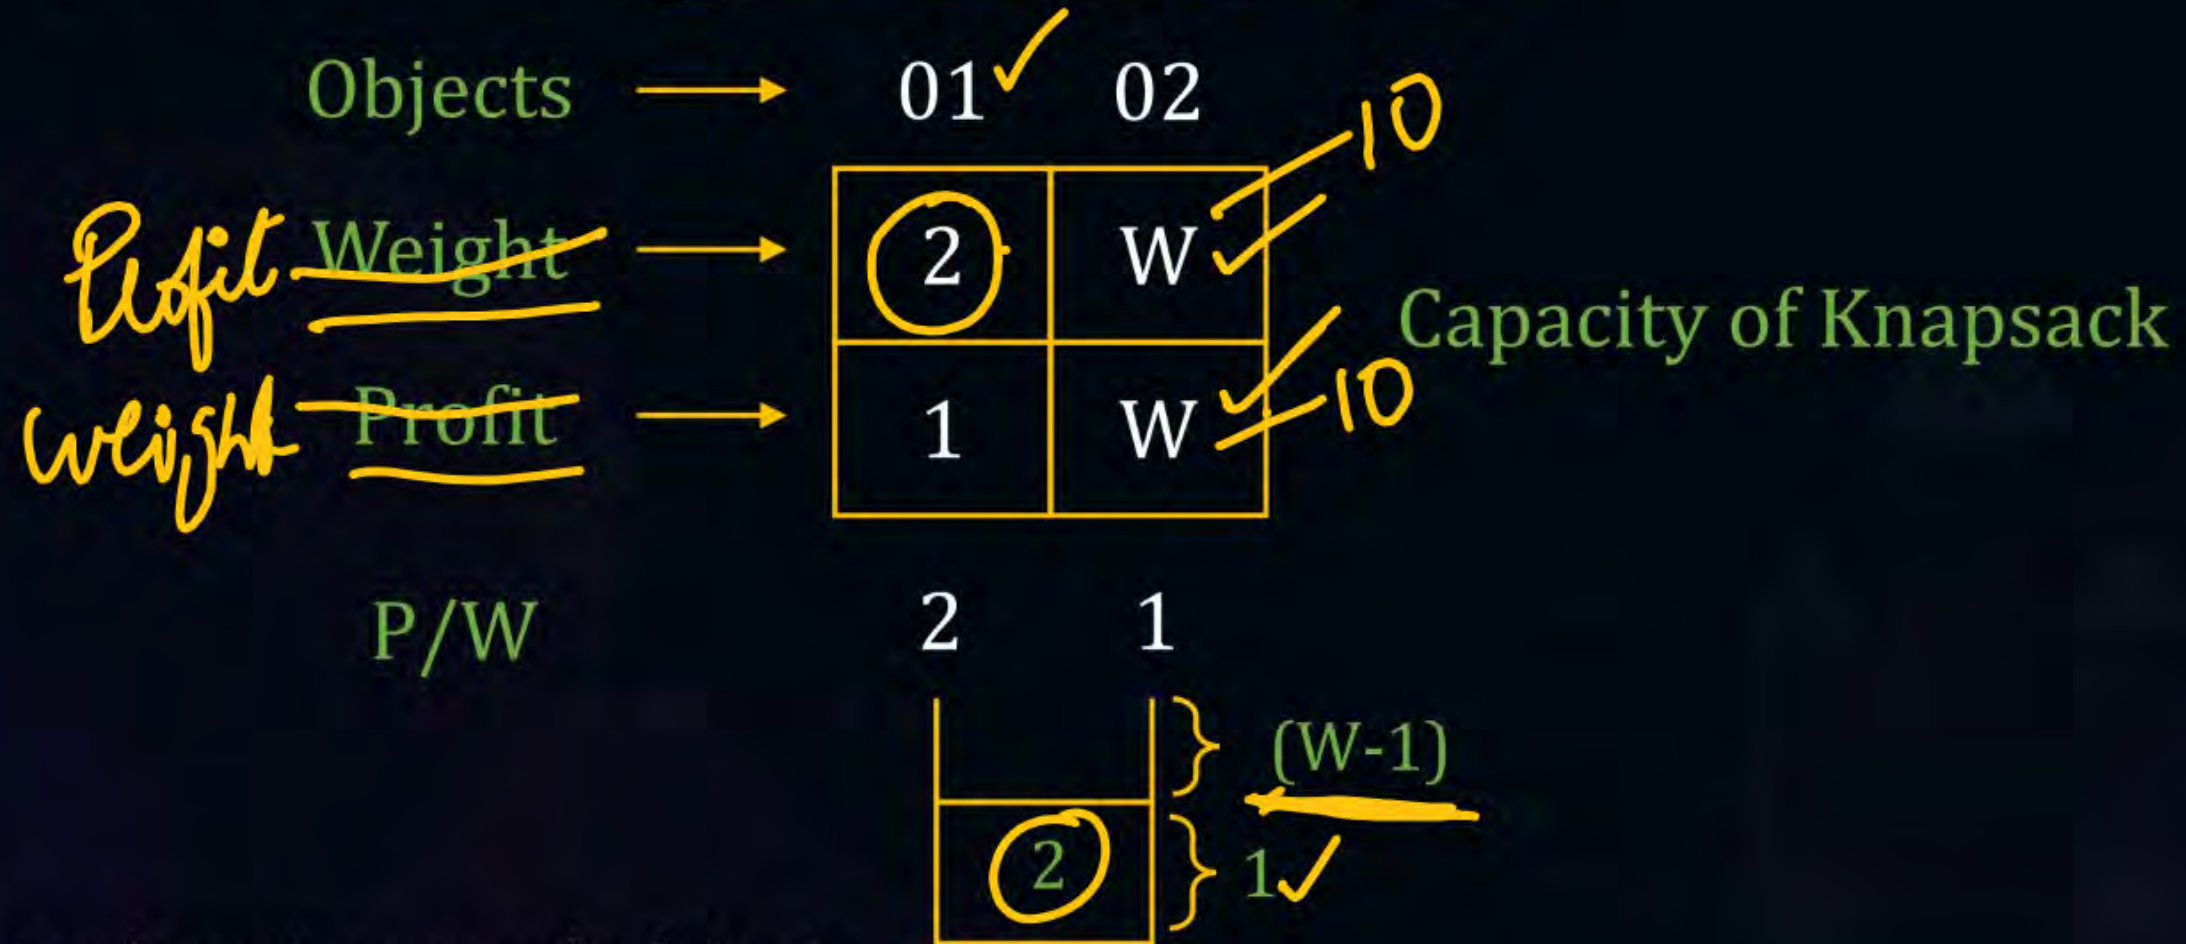 Objects → 01 ✓ 02
Profit Weight → 2 W 10
Capacity of Knapsack
weight Profit → 1 W 10
P/W 2 1
(W-1)
2 1✓